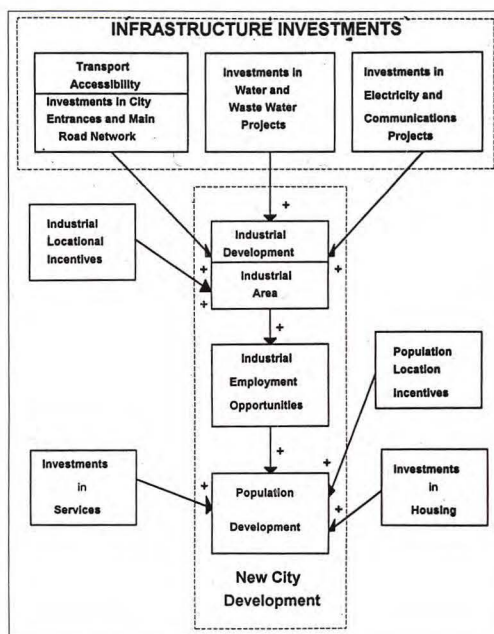 INFRASTRUCTURE INVESTMENTS
Transport
Accessibility
Investments in City
Entrances and Main
Road Network
Investments in
Water and
Waste Water
Projects
Investments in
Electricity and
Communications
Projects
+
Industrial
Locational
Incentives
Industrial
Development
+
+
Industrial
Area
+
+
Industrial
Employment
Opportunities
Population
Location
Incentives
+
+
Investments
in
Services
+
Population
Development
+
Investments
in
Housing
New City
Development